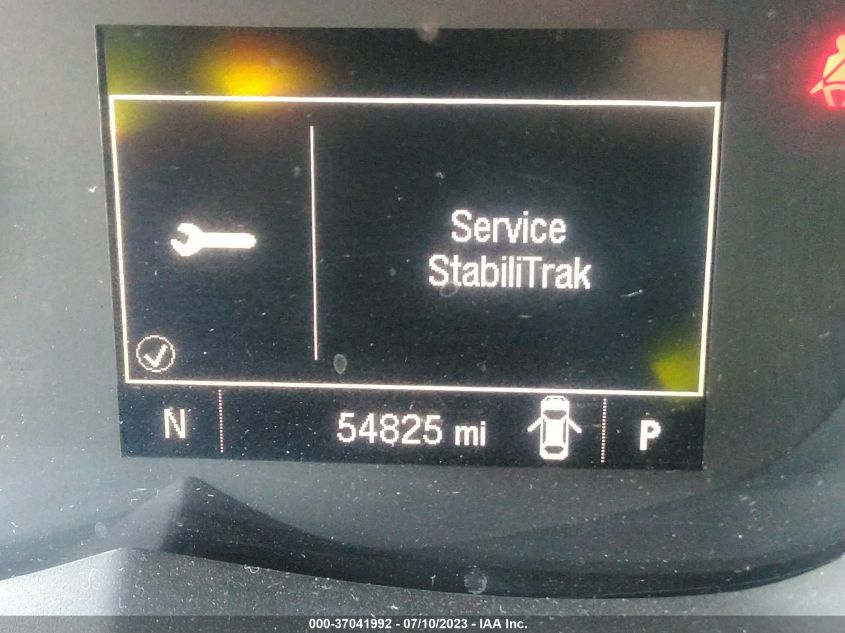 Service
StabiliTrak
N
54825 mi
P
000-37041992 - 07/10/2023 - IAA Inc.